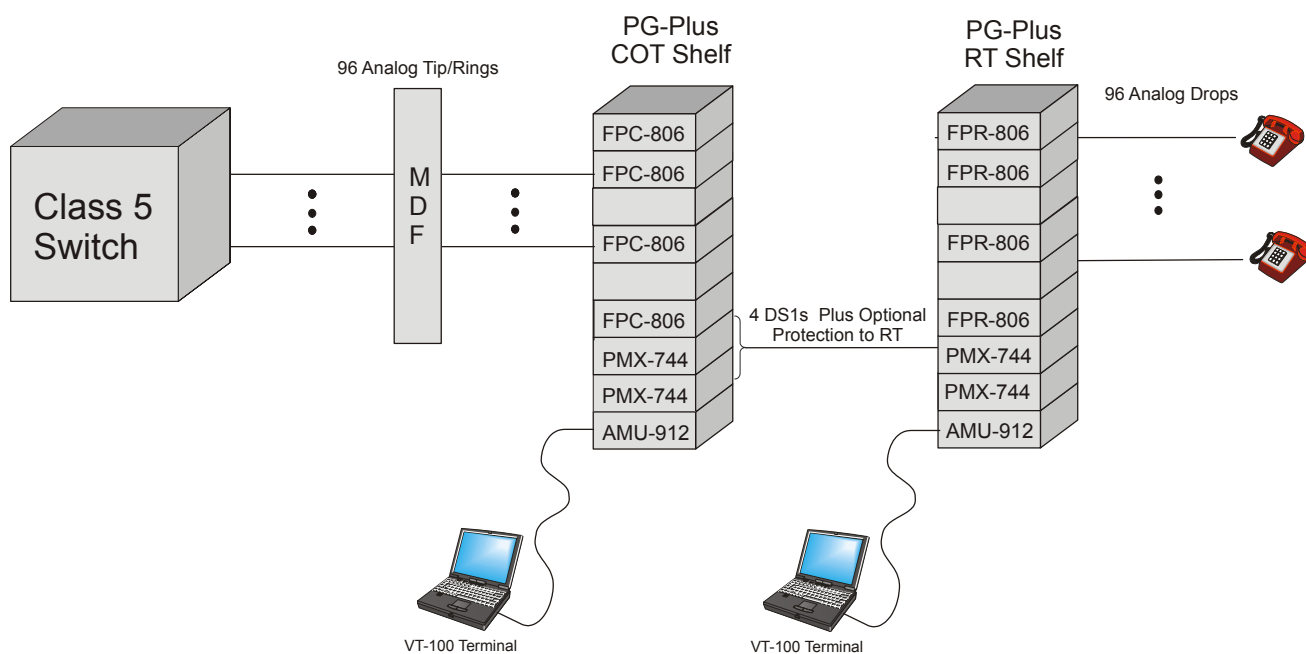 PG-Plus
COT Shelf
PG-Plus
RT Shelf
96 Analog Tip/Rings
96 Analog Drops
Class 5
Switch
M
D
F
FPC-806
FPC-806
FPC-806
FPC-806
PMX-744
PMX-744
AMU-912
4 DS1s Plus Optional
Protection to RT
FPR-806
FPR-806
FPR-806
FPR-806
PMX-744
PMX-744
AMU-912
VT-100 Terminal
VT-100 Terminal